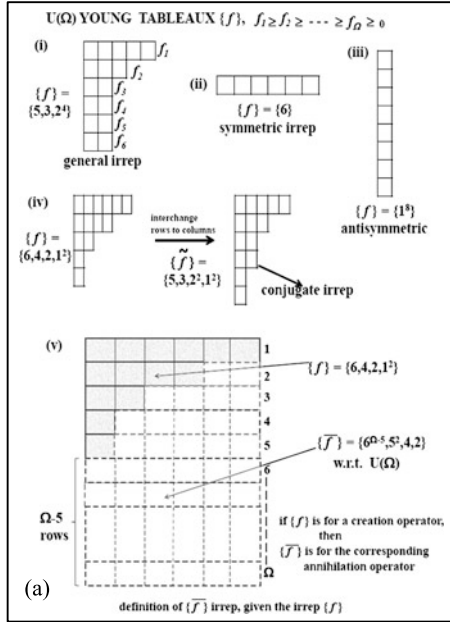 U(Ω) YOUNG TABLEAUX {f}, f₁ ≥ f₂ ≥ ---- ≥ f_Ω ≥ 0
(i)
f₁
f₂
f₃
f₄
f₅
f₆
{f} =
{5,3,2⁴}
general irrep
(ii)
{f} = {6}
symmetric irrep
(iii)
{f} = {1⁸}
antisymmetric
(iv)
{f} =
{6,4,2,1²}
interchange
rows to columns
{f̃} =
{5,3,2²,1²}
conjugate irrep
(v)
1
2
3
4
5
6
Ω
Ω-5
rows
{f} = {6,4,2,1²}
{f̅} = {6^Ω-5,5²,4,2}
w.r.t. U(Ω)
if {f} is for a creation operator,
then
{f̅} is for the corresponding
annihilation operator
(a)
definition of {f̅} irrep, given the irrep {f}